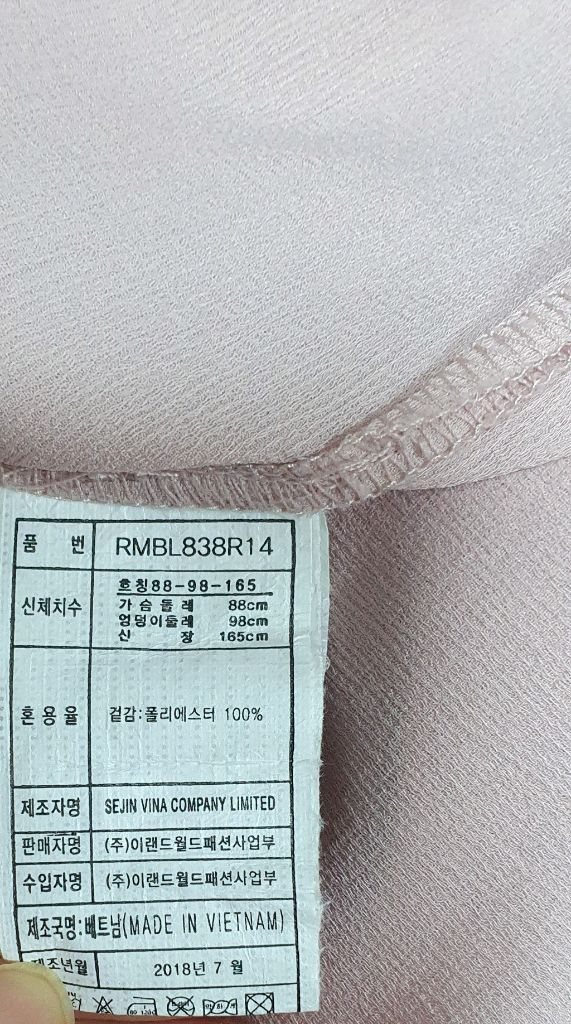 품 번 RMBL838R14
신체치수 호칭88-98-165
가 슴 둘 레 88cm
엉덩이둘레 98cm
신 장 165cm
혼 용 율 겉감:폴리에스터 100%
제조자명 SEJIN VINA COMPANY LIMITED
판매자명 (주)이랜드월드패션사업부
수입자명 (주)이랜드월드패션사업부
제조국명:베트남(MADE IN VIETNAM)
제조년월 2018년 7 월